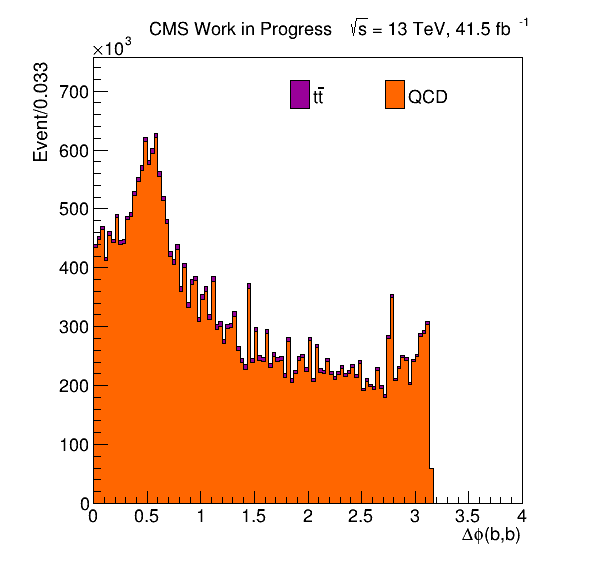 CMS Work in Progress √s = 13 TeV, 41.5 fb⁻¹
×10³
Event/0.033
tt̄
QCD
700
600
500
400
300
200
100
0
0 0.5 1 1.5 2 2.5 3 3.5 4
Δϕ(b,b)